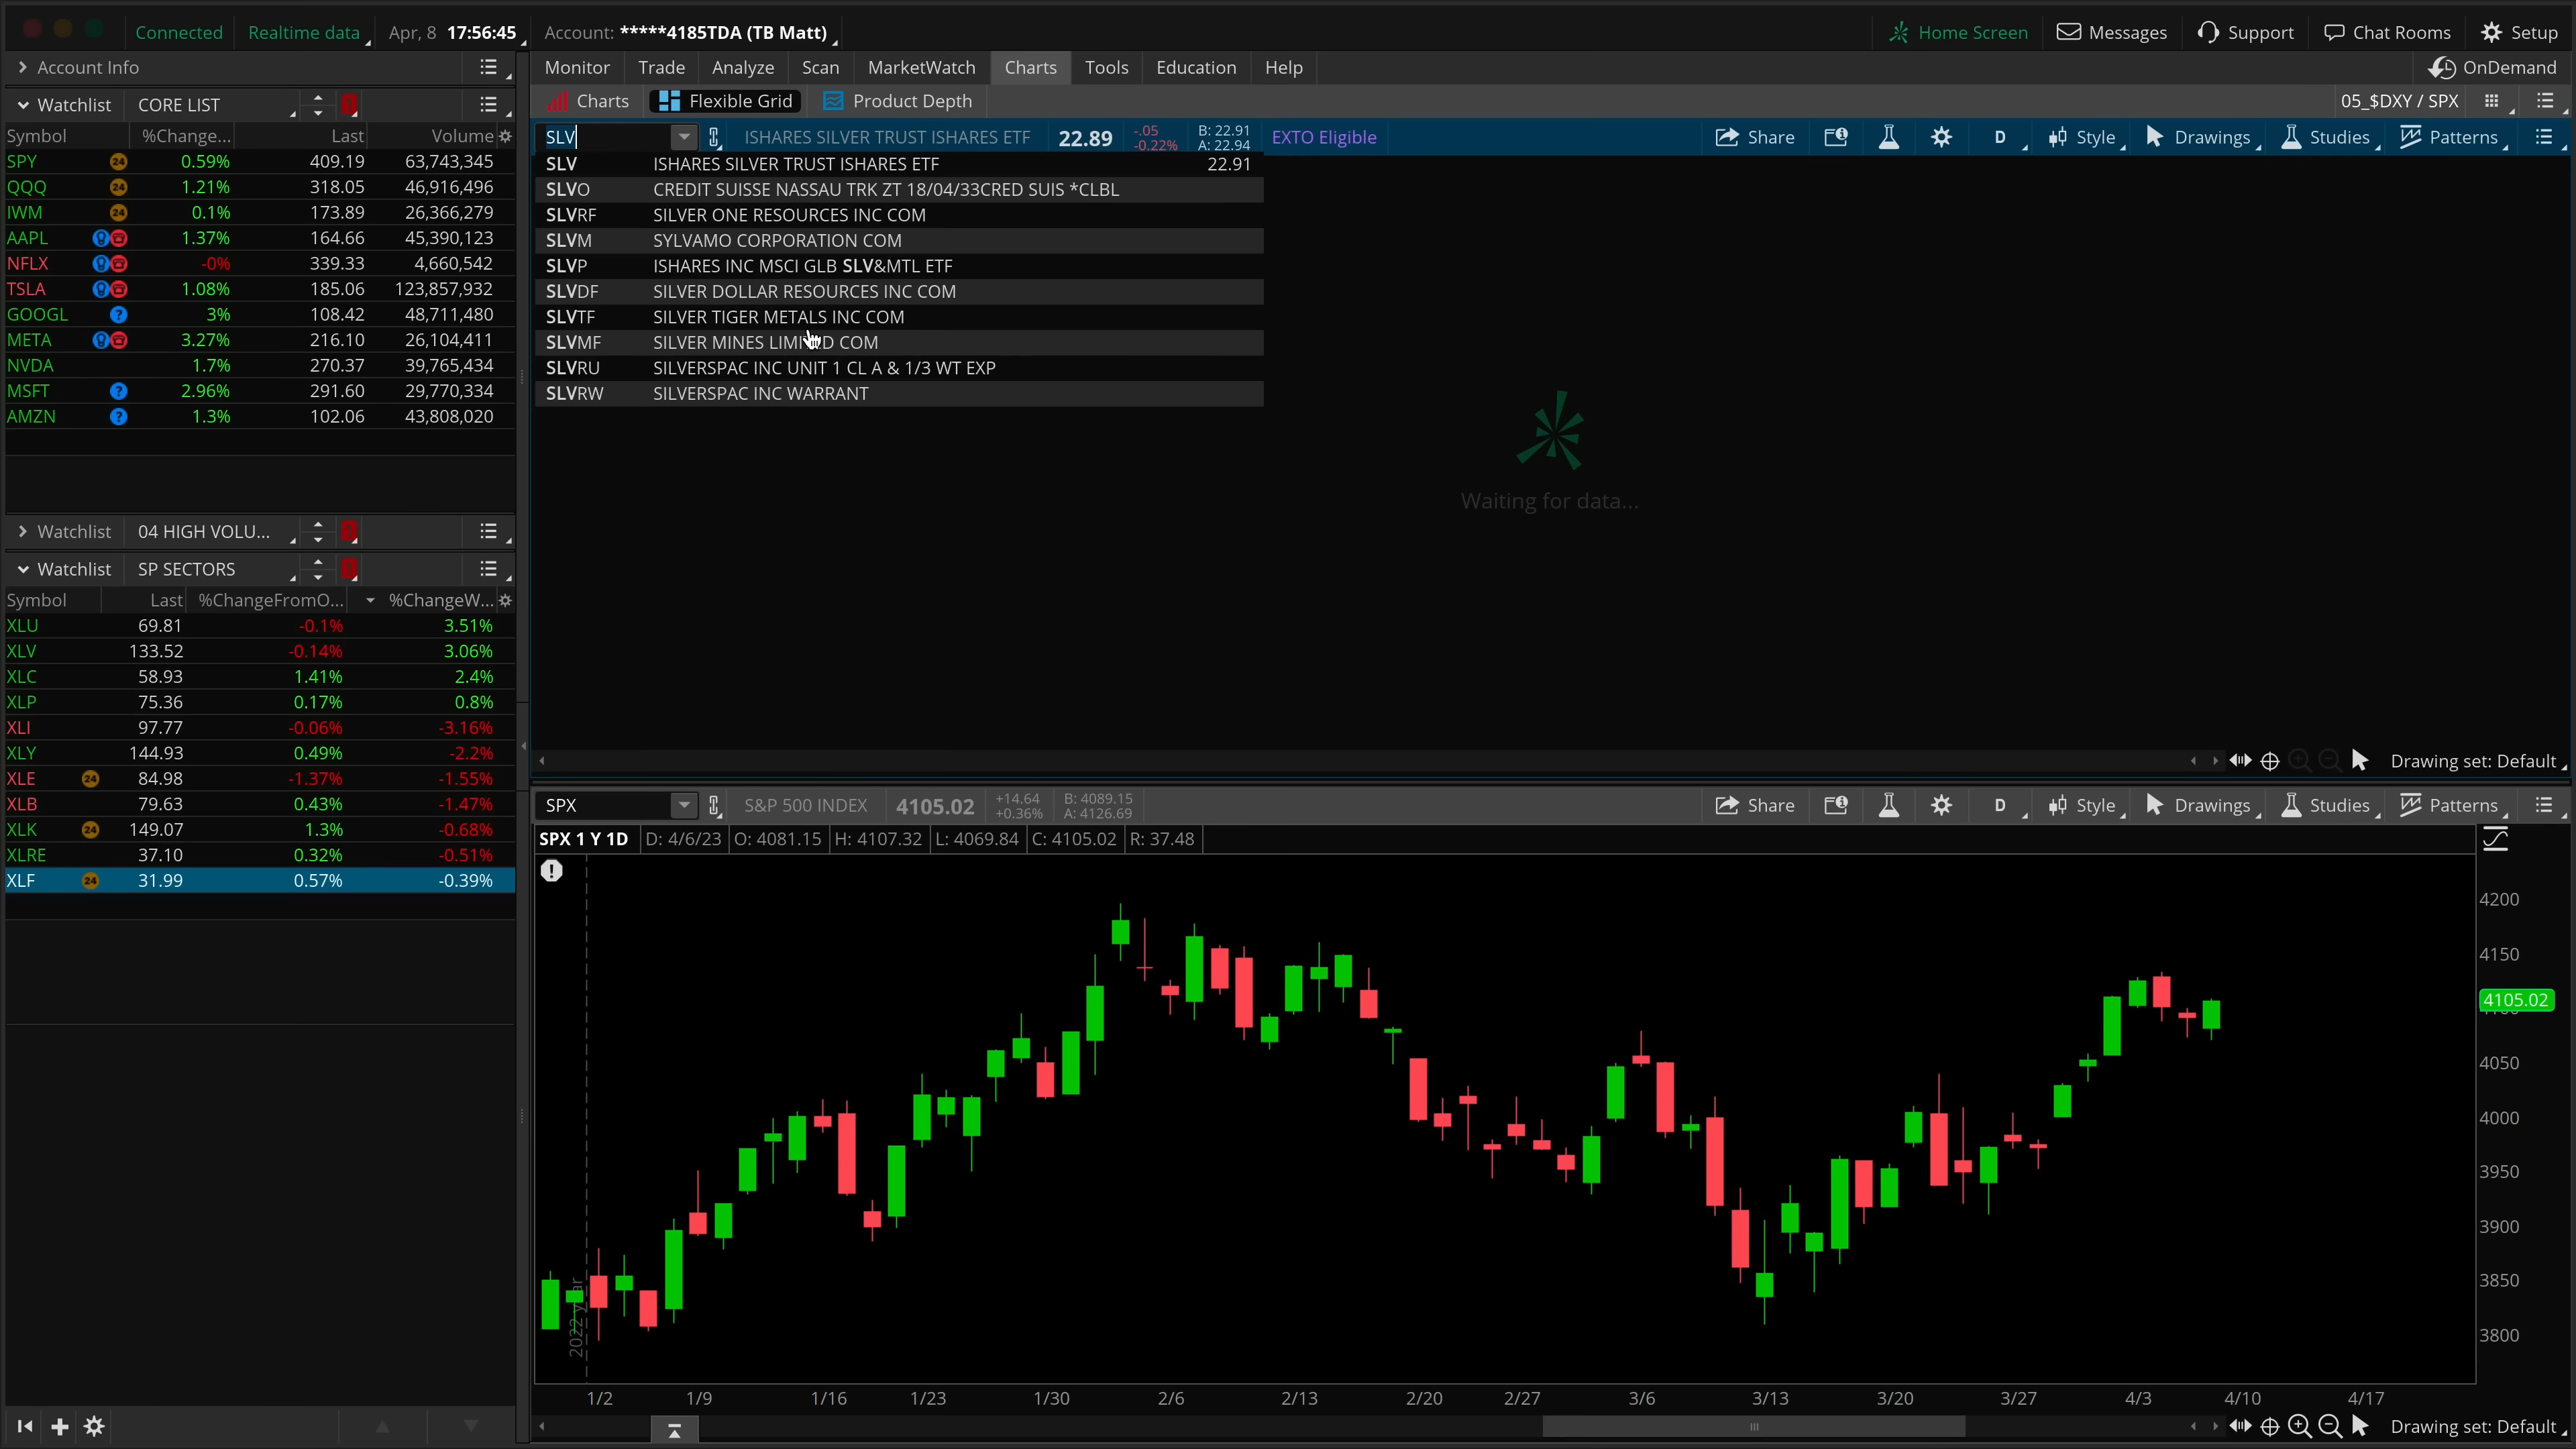 Connected Realtime data Apr, 8 17:56:45 Account: *****4185TDA (TB Matt) Home Screen Messages Support Chat Rooms Setup
Account Info
Monitor Trade Analyze Scan MarketWatch Charts Tools Education Help OnDemand
Watchlist CORE LIST
Charts Flexible Grid Product Depth 05_$DXY / SPX
Symbol %Change... Last Volume
SPY 24 0.59% 409.19 63,743,345
QQQ 24 1.21% 318.05 46,916,496
IWM 24 0.1% 173.89 26,366,279
AAPL 1.37% 164.66 45,390,123
NFLX -0% 339.33 4,660,542
TSLA 1.08% 185.06 123,857,932
GOOGL ? 3% 108.42 48,711,480
META 3.27% 216.10 26,104,411
NVDA 1.7% 270.37 39,765,434
MSFT ? 2.96% 291.60 29,770,334
AMZN ? 1.3% 102.06 43,808,020
Watchlist 04 HIGH VOLU...
Watchlist SP SECTORS
Symbol Last %ChangeFromO... %ChangeW...
XLU 69.81 -0.1% 3.51%
XLV 133.52 -0.14% 3.06%
XLC 58.93 1.41% 2.4%
XLP 75.36 0.17% 0.8%
XLI 97.77 -0.06% -3.16%
XLY 144.93 0.49% -2.2%
XLE 24 84.98 -1.37% -1.55%
XLB 79.63 0.43% -1.47%
XLK 24 149.07 1.3% -0.68%
XLRE 37.10 0.32% -0.51%
XLF 24 31.99 0.57% -0.39%
SLV ISHARES SILVER TRUST ISHARES ETF 22.89 -.05 -0.22% B: 22.91 A: 22.94 EXTO Eligible Share D Style Drawings Studies Patterns
SLV ISHARES SILVER TRUST ISHARES ETF 22.91
SLVO CREDIT SUISSE NASSAU TRK ZT 18/04/33CRED SUIS *CLBL
SLVRF SILVER ONE RESOURCES INC COM
SLVM SYLVAMO CORPORATION COM
SLVP ISHARES INC MSCI GLB SLV&MTL ETF
SLVDF SILVER DOLLAR RESOURCES INC COM
SLVTF SILVER TIGER METALS INC COM
SLVMF SILVER MINES LIMITED COM
SLVRU SILVERSPAC INC UNIT 1 CL A & 1/3 WT EXP
SLVRW SILVERSPAC INC WARRANT
Waiting for data...
Drawing set: Default
SPX S&P 500 INDEX 4105.02 +14.64 +0.36% B: 4089.15 A: 4126.69 Share D Style Drawings Studies Patterns
SPX 1 Y 1D D: 4/6/23 O: 4081.15 H: 4107.32 L: 4069.84 C: 4105.02 R: 37.48
4200
4150
4105.02
4050
4000
3950
3900
3850
3800
1/2 1/9 1/16 1/23 1/30 2/6 2/13 2/20 2/27 3/6 3/13 3/20 3/27 4/3 4/10 4/17
Drawing set: Default